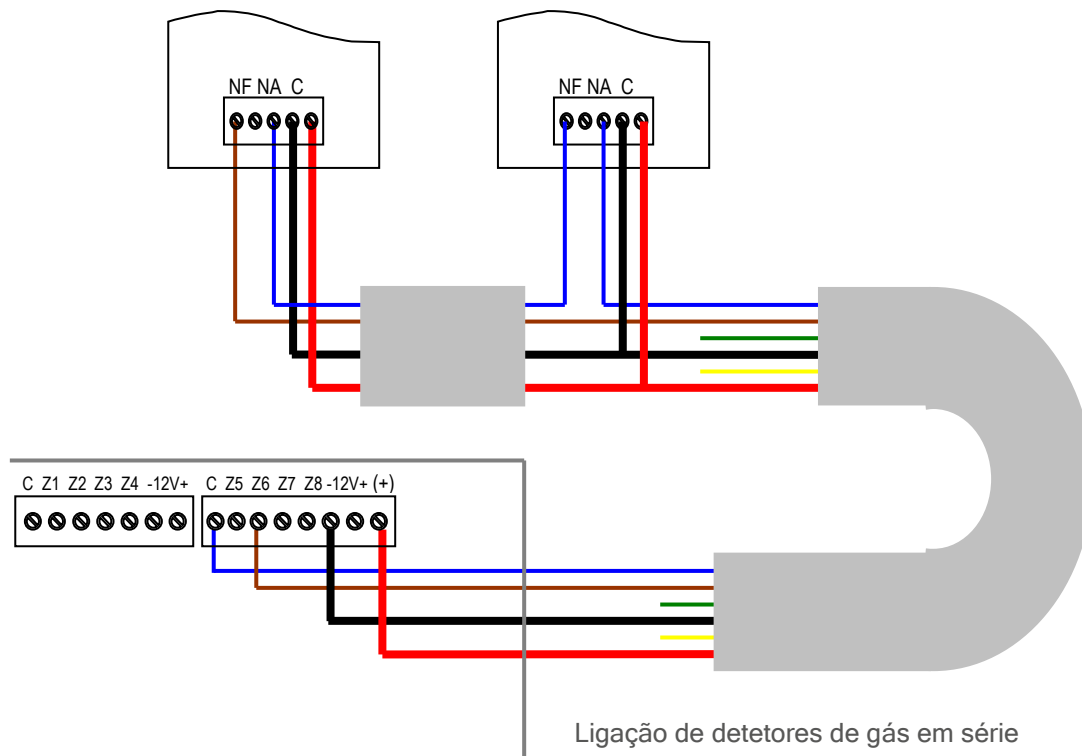 NF NA C
NF NA C
C Z1 Z2 Z3 Z4 -12V+
C Z5 Z6 Z7 Z8 -12V+ (+)
Ligação de detetores de gás em série